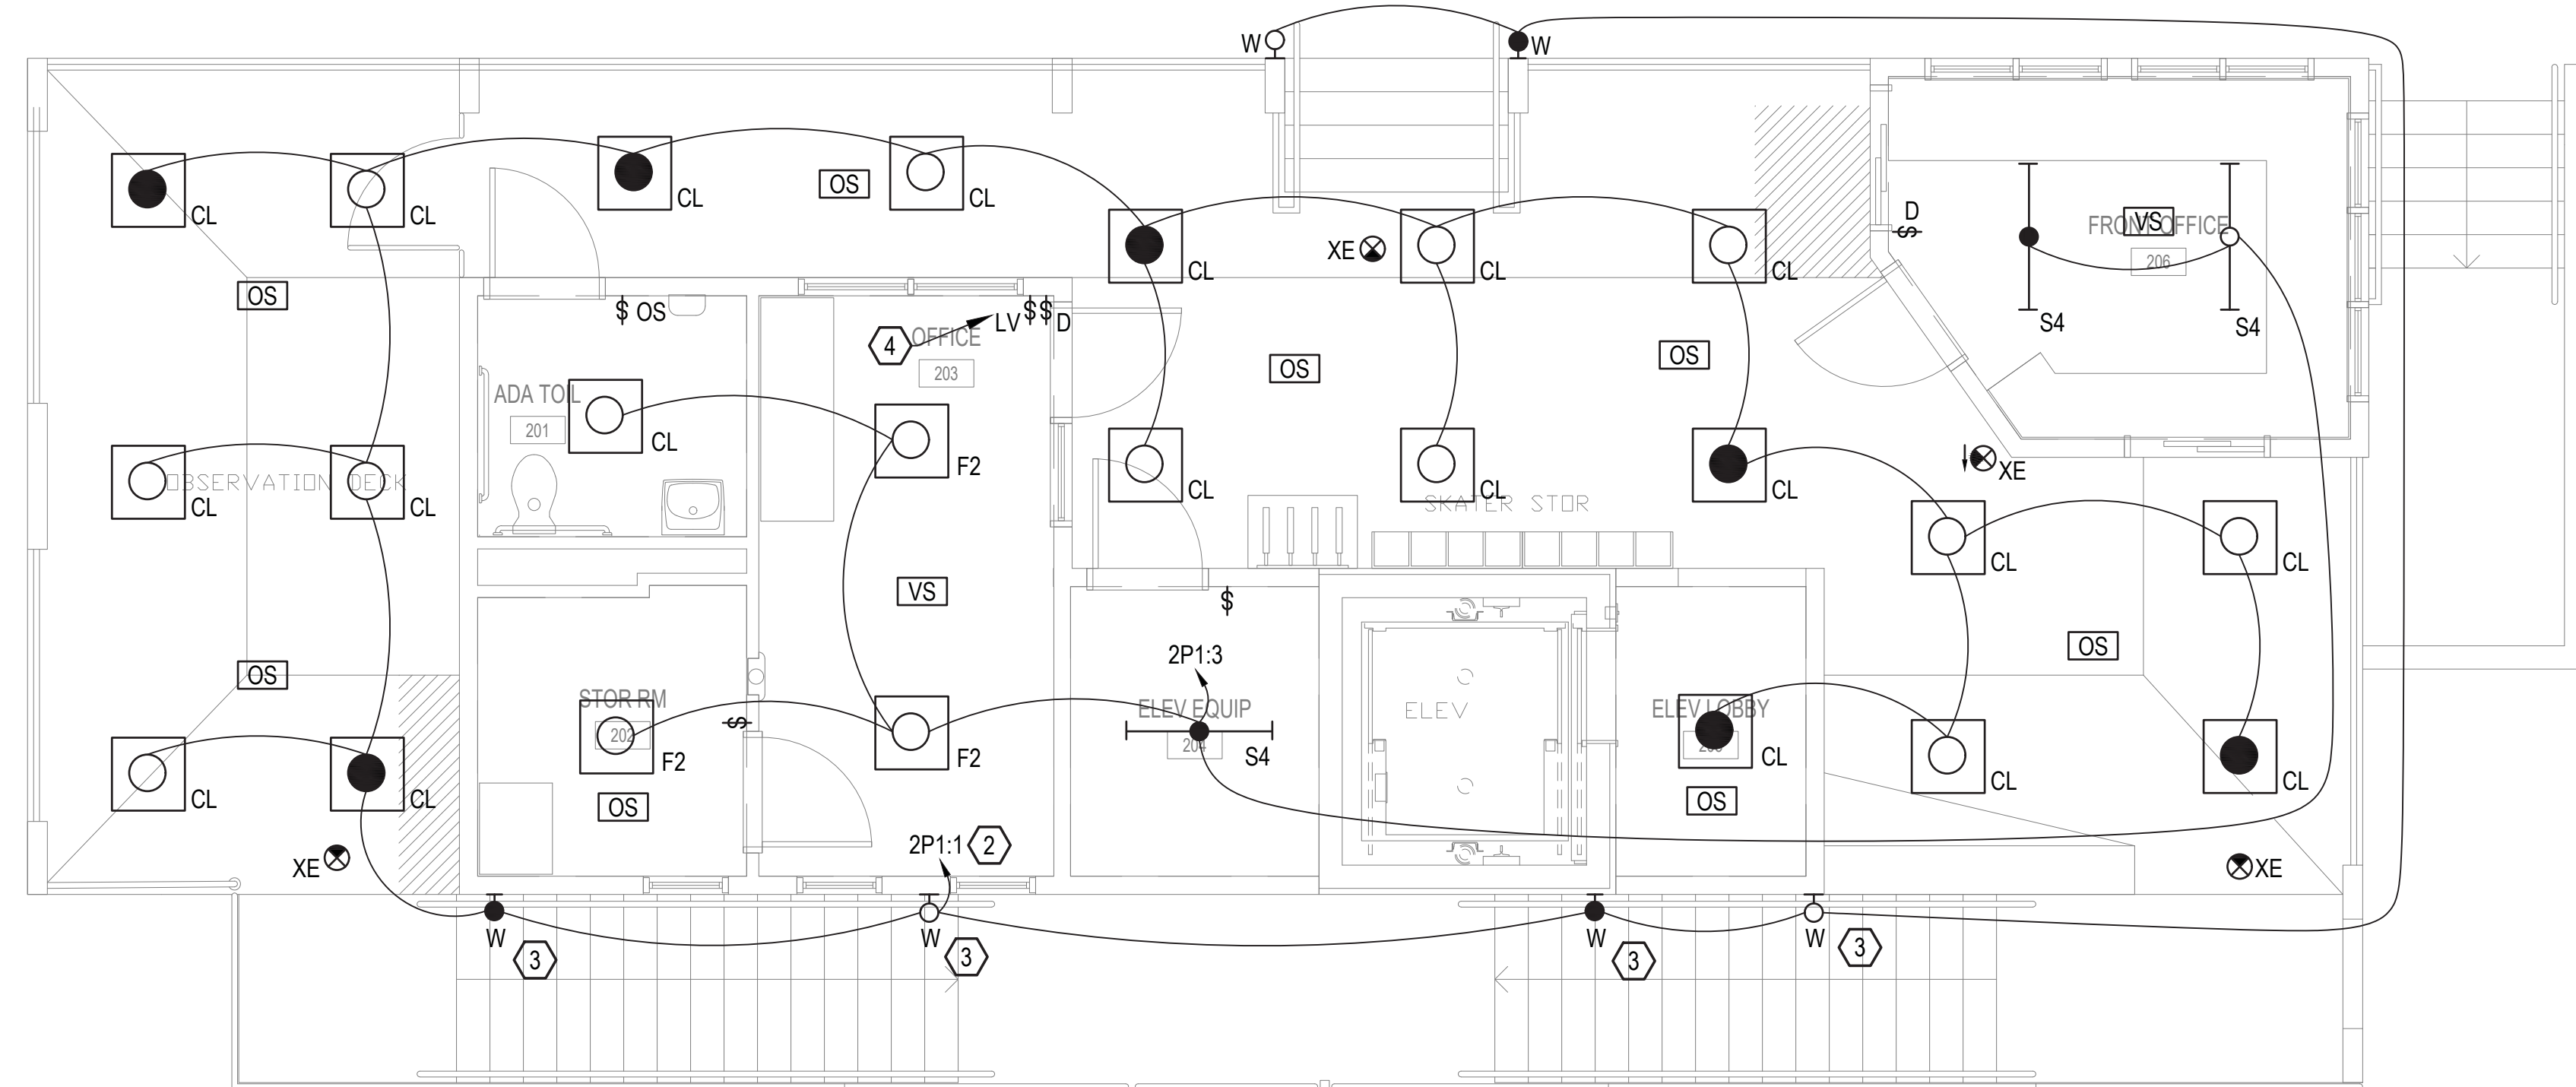 W
W
CL
CL
CL
OS
CL
CL
XE
CL
CL
D
$
VS
FRONT OFFICE
206
S4
S4
OS
$ OS
4
LV $$ D
OFFICE
203
OS
OS
ADA TOIL
201
CL
F2
CL
CL
CL
XE
OBSERVATION DECK
CL
CL
SKATER STOR
CL
CL
VS
$
OS
2P1:3
OS
STOR RM
202
F2
$
F2
ELEV EQUIP
204
S4
ELEV
ELEV LOBBY
CL
CL
CL
CL
CL
OS
OS
XE
2P1:1 2
XE
W
3
W
3
W
3
W
3